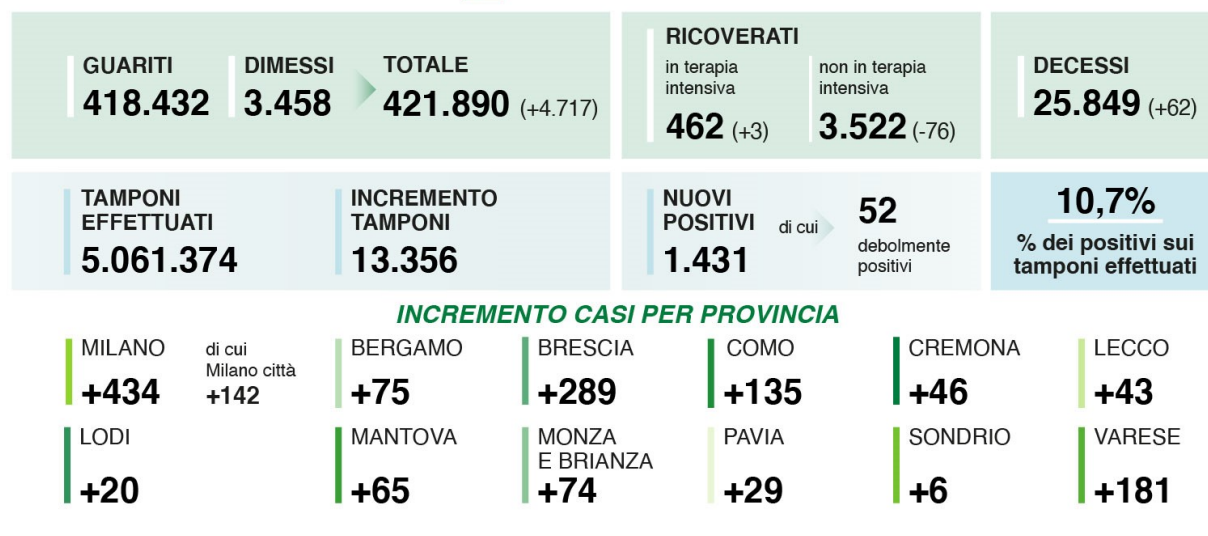 GUARITI
418.432
DIMESSI
3.458
TOTALE
421.890 (+4.717)
RICOVERATI
in terapia
intensiva
462 (+3)
non in terapia
intensiva
3.522 (-76)
DECESSI
25.849 (+62)
TAMPONI
EFFETTUATI
5.061.374
INCREMENTO
TAMPONI
13.356
NUOVI
POSITIVI
1.431
di cui
52
debolmente
positivi
10,7%
% dei positivi sui
tamponi effettuati
INCREMENTO CASI PER PROVINCIA
MILANO
+434
di cui
Milano città
+142
BERGAMO
+75
BRESCIA
+289
COMO
+135
CREMONA
+46
LECCO
+43
LODI
+20
MANTOVA
+65
MONZA
E BRIANZA
+74
PAVIA
+29
SONDRIO
+6
VARESE
+181